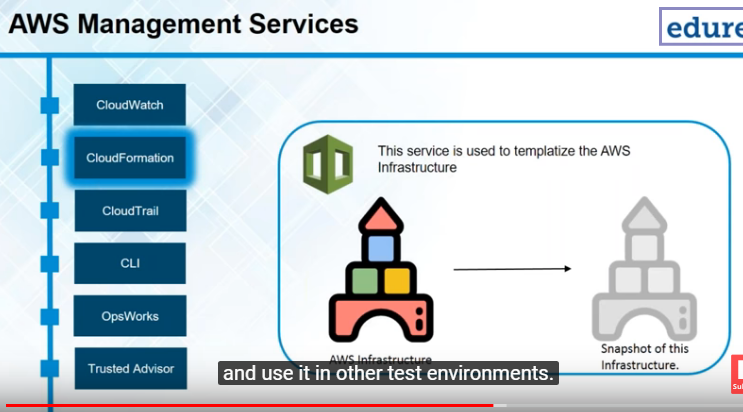 AWS Management Services
edure
CloudWatch
CloudFormation
CloudTrail
CLI
OpsWorks
Trusted Advisor
This service is used to templatize the AWS
Infrastructure
AWS Infrastructure
Snapshot of this
Infrastructure.
and use it in other test environments.
Sul